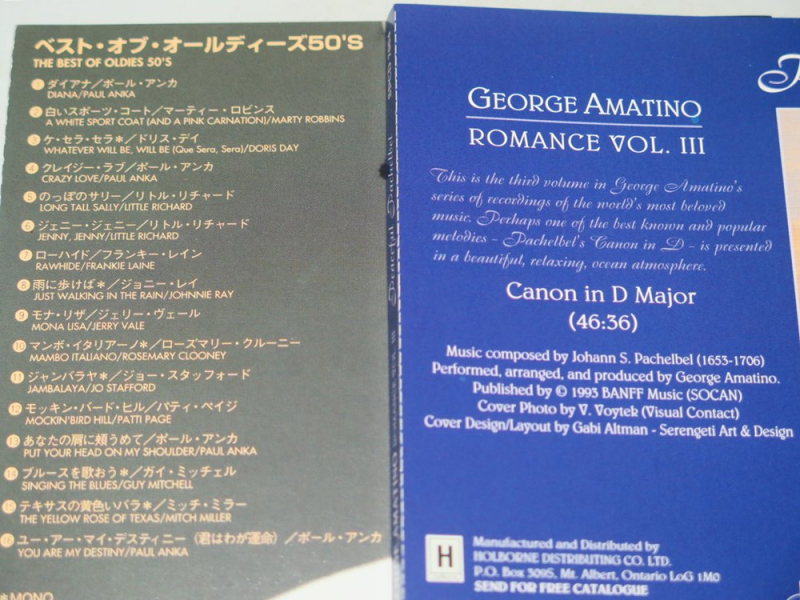 ベスト・オブ・オールディーズ50'S
THE BEST OF OLDIES 50'S
1 ダイアナ／ポール・アンカ
DIANA/PAUL ANKA
2 白いスポーツ・コート／マーティー・ロビンス
A WHITE SPORT COAT (AND A PINK CARNATION)/MARTY ROBBINS
3 ケ・セラ・セラ＊／ドリス・デイ
WHATEVER WILL BE, WILL BE (Que Sera, Sera)/DORIS DAY
4 クレイジー・ラブ／ポール・アンカ
CRAZY LOVE/PAUL ANKA
5 のっぽのサリー／リトル・リチャード
LONG TALL SALLY/LITTLE RICHARD
6 ジェニー・ジェニー／リトル・リチャード
JENNY, JENNY/LITTLE RICHARD
7 ローハイド／フランキー・レイン
RAWHIDE/FRANKIE LAINE
8 雨に歩けば＊／ジョニー・レイ
JUST WALKING IN THE RAIN/JOHNNIE RAY
9 モナ・リザ／ジェリー・ヴェール
MONA LISA/JERRY VALE
10 マンボ・イタリアーノ＊／ローズマリー・クルーニー
MAMBO ITALIANO/ROSEMARY CLOONEY
11 ジャンバラヤ＊／ジョー・スタッフォード
JAMBALAYA/JO STAFFORD
12 モッキン・バード・ヒル／パティ・ペイジ
MOCKIN'BIRD HILL/PATTI PAGE
13 あなたの肩に頬うめて／ポール・アンカ
PUT YOUR HEAD ON MY SHOULDER/PAUL ANKA
14 ブルースを歌おう＊／ガイ・ミッチェル
SINGING THE BLUES/GUY MITCHELL
15 テキサスの黄色いバラ＊／ミッチ・ミラー
THE YELLOW ROSE OF TEXAS/MITCH MILLER
16 ユー・アー・マイ・デスティニー（君はわが運命）／ポール・アンカ
YOU ARE MY DESTINY/PAUL ANKA
＊MONO
Peaceful Pachelbel
GEORGE AMATINO
ROMANCE VOL. III
This is the third volume in George Amatino's
series of recordings of the world's most beloved
music. Perhaps one of the best known and popular
melodies - Pachelbel's Canon in D - is presented
in a beautiful, relaxing, ocean atmosphere.
Canon in D Major
(46:36)
Music composed by Johann S. Pachelbel (1653-1706)
Performed, arranged, and produced by George Amatino.
Published by © 1993 BANFF Music (SOCAN)
Cover Photo by V. Voytek (Visual Contact)
Cover Design/Layout by Gabi Altman - Serengeti Art & Design
H
Manufactured and Distributed by
HOLBORNE DISTRIBUTING CO. LTD.
P.O. Box 3095, Mt. Albert, Ontario LoG 1M0
SEND FOR FREE CATALOGUE